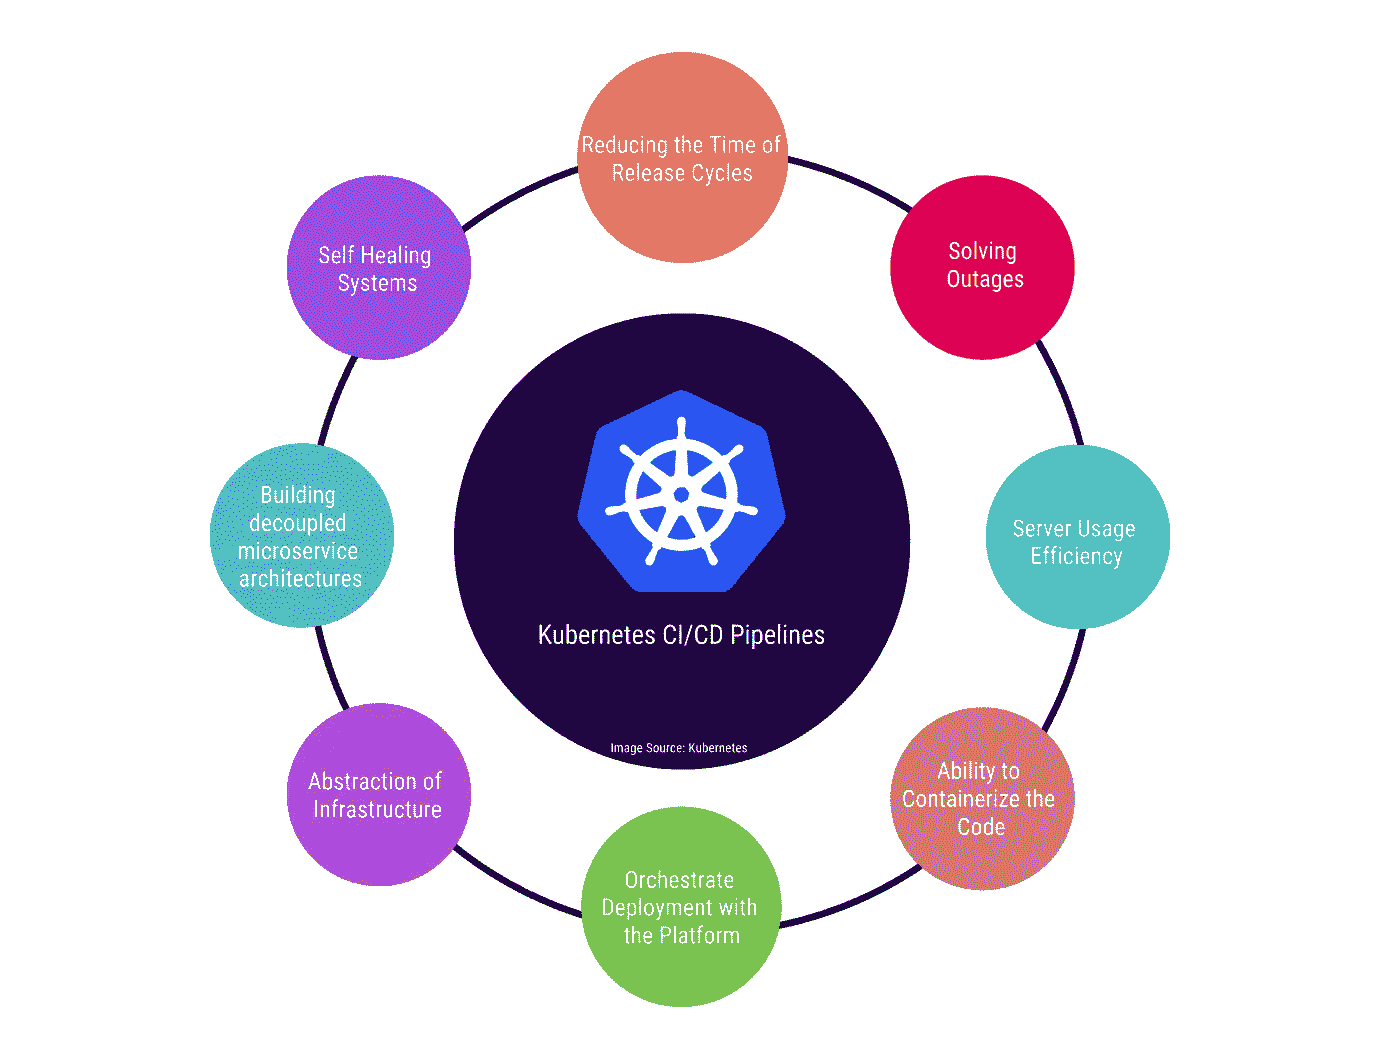 Reducing the Time of
Release Cycles
Solving
Outages
Server Usage
Efficiency
Ability to
Containerize the
Code
Orchestrate
Deployment with
the Platform
Abstraction of
Infrastructure
Building
decoupled
microservice
architectures
Self Healing
Systems
Kubernetes CI/CD Pipelines
Image Source: Kubernetes